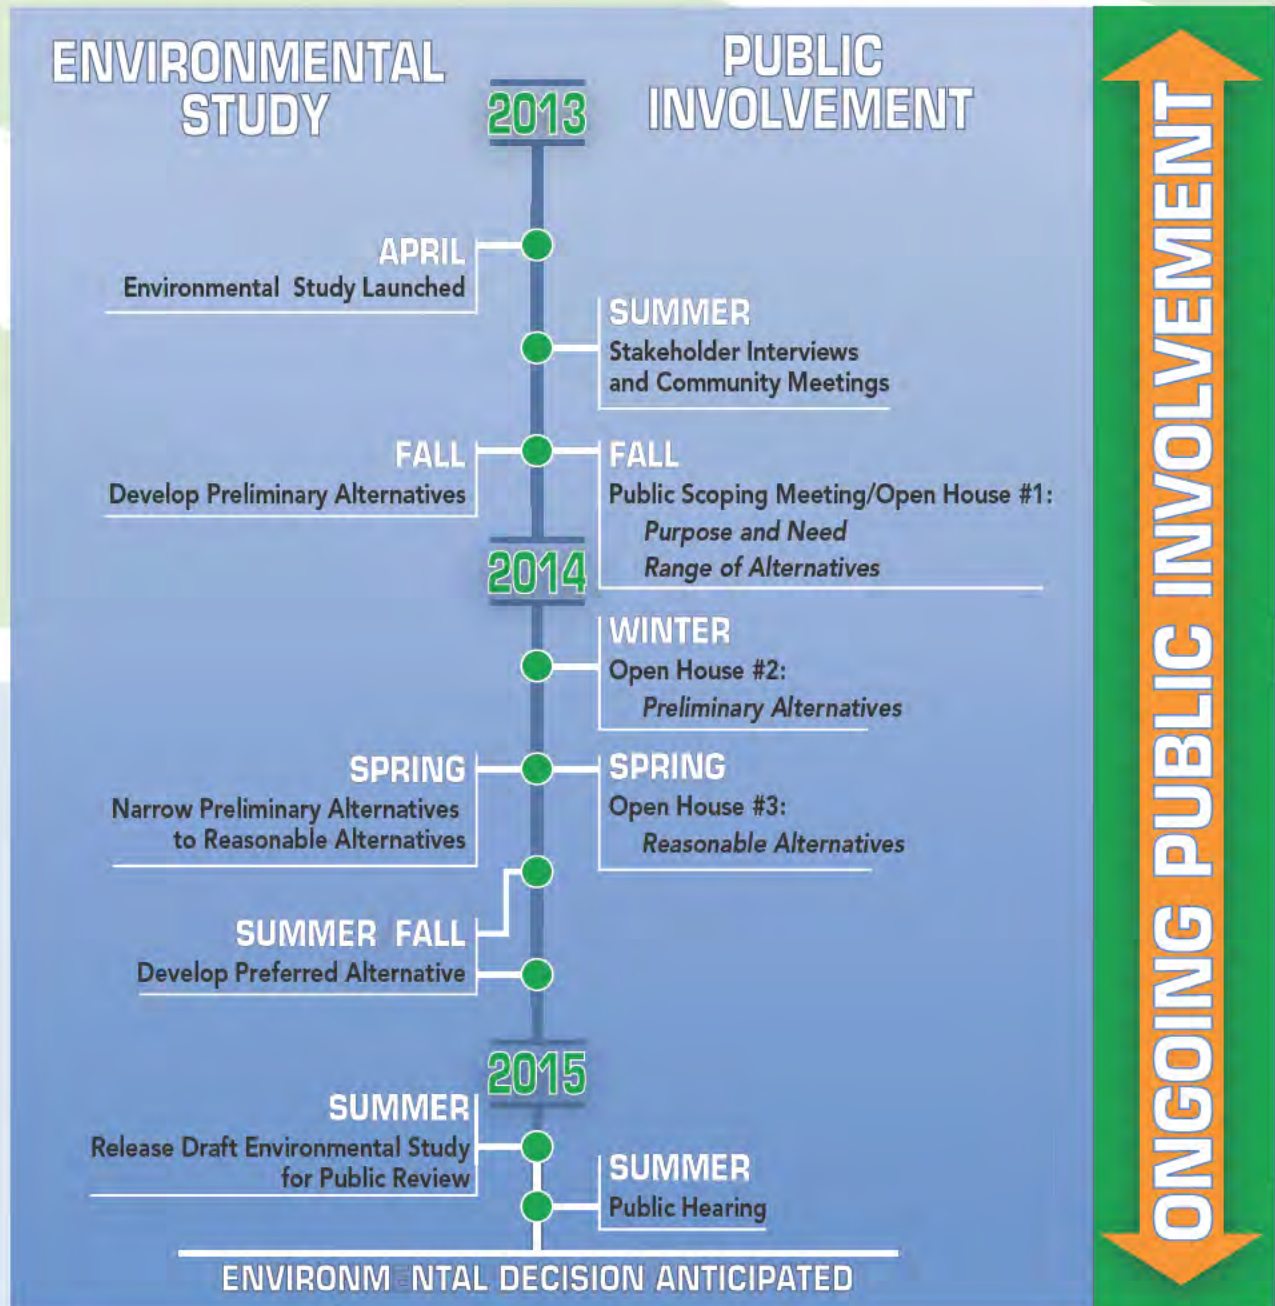 ENVIRONMENTAL
STUDY
PUBLIC
INVOLVEMENT
2013
APRIL
Environmental Study Launched
SUMMER
Stakeholder Interviews
and Community Meetings
FALL
Develop Preliminary Alternatives
FALL
Public Scoping Meeting/Open House #1:
Purpose and Need
Range of Alternatives
2014
WINTER
Open House #2:
Preliminary Alternatives
SPRING
Narrow Preliminary Alternatives
to Reasonable Alternatives
SPRING
Open House #3:
Reasonable Alternatives
SUMMER FALL
Develop Preferred Alternative
2015
SUMMER
Release Draft Environmental Study
for Public Review
SUMMER
Public Hearing
ENVIRONMENTAL DECISION ANTICIPATED
ONGOING PUBLIC INVOLVEMENT